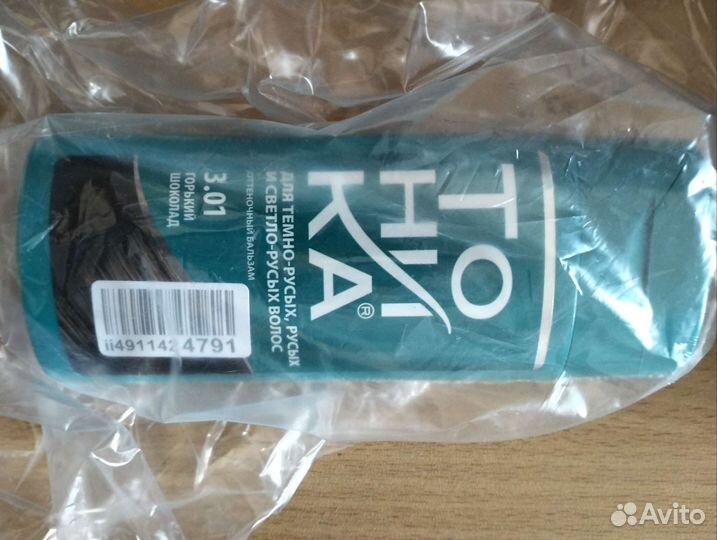 ТО
НИ
КА®
ДЛЯ ТЕМНО-РУСЫХ, РУСЫХ
И СВЕТЛО-РУСЫХ ВОЛОС
ОТТЕНОЧНЫЙ БАЛЬЗАМ
3.01
ГОРЬКИЙ
ШОКОЛАД
ii4911424791
Avito